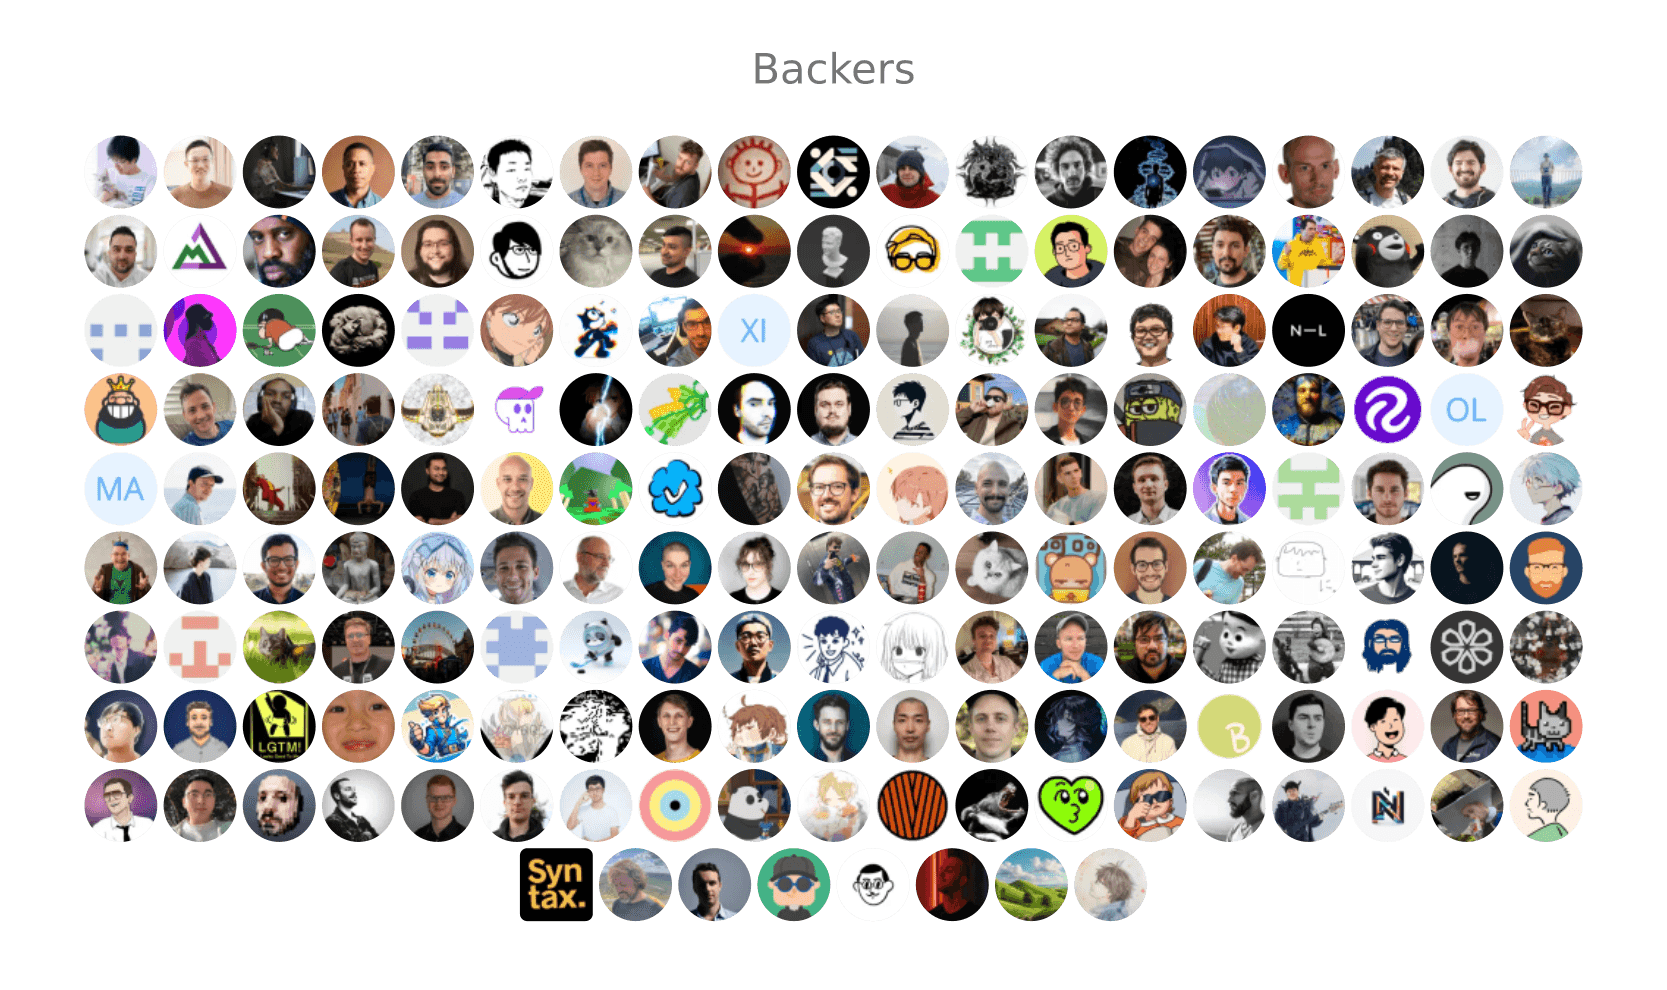 Backers
XI
N—L
OL
MA
LGTM!
B
N
Syn
tax.